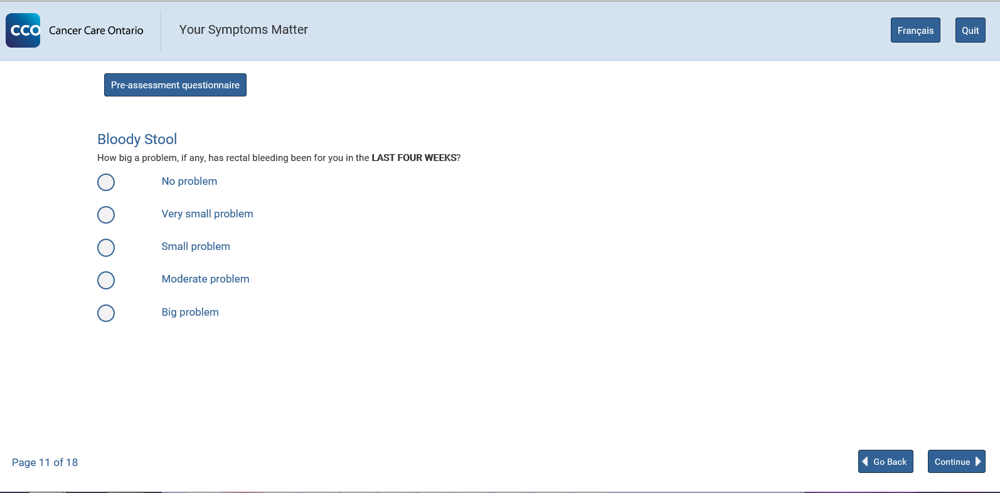 CCO Cancer Care Ontario
Your Symptoms Matter
Français
Quit
Pre-assessment questionnaire
Bloody Stool
How big a problem, if any, has rectal bleeding been for you in the LAST FOUR WEEKS?
No problem
Very small problem
Small problem
Moderate problem
Big problem
Page 11 of 18
Go Back
Continue